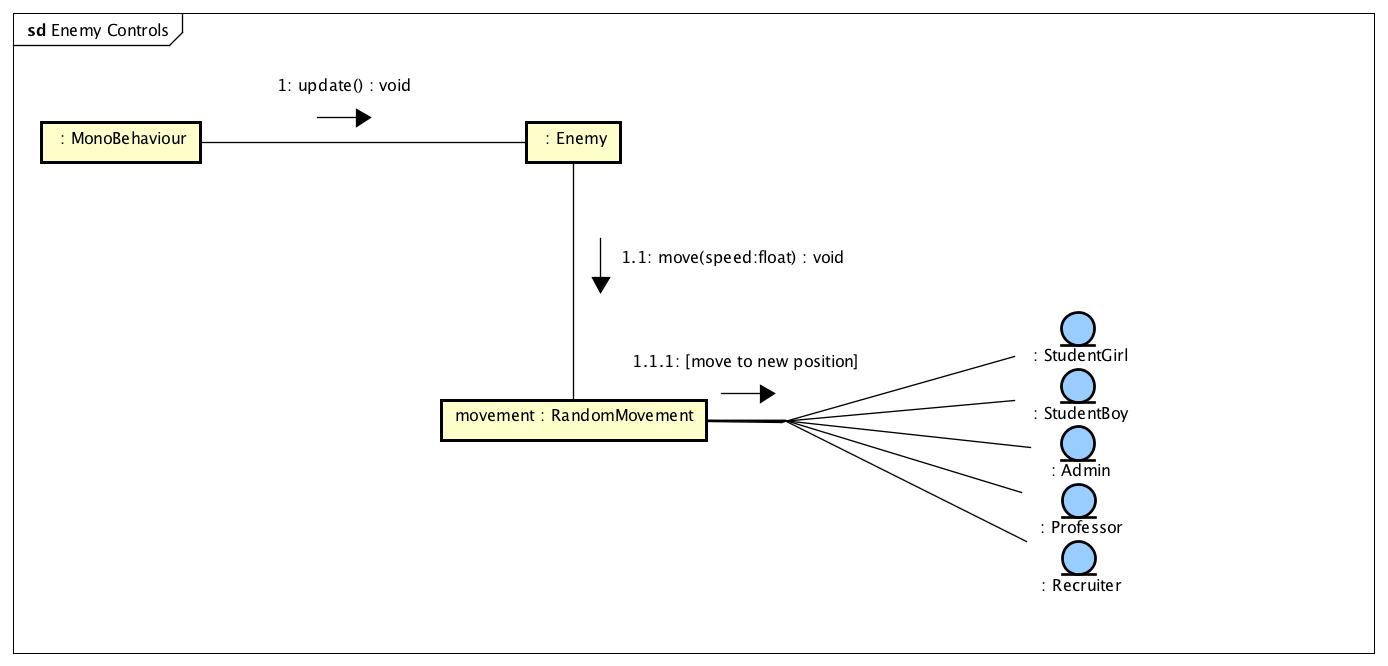 sd Enemy Controls
1: update() : void
: MonoBehaviour
: Enemy
1.1: move(speed:float) : void
1.1.1: [move to new position]
movement : RandomMovement
: StudentGirl
: StudentBoy
: Admin
: Professor
: Recruiter